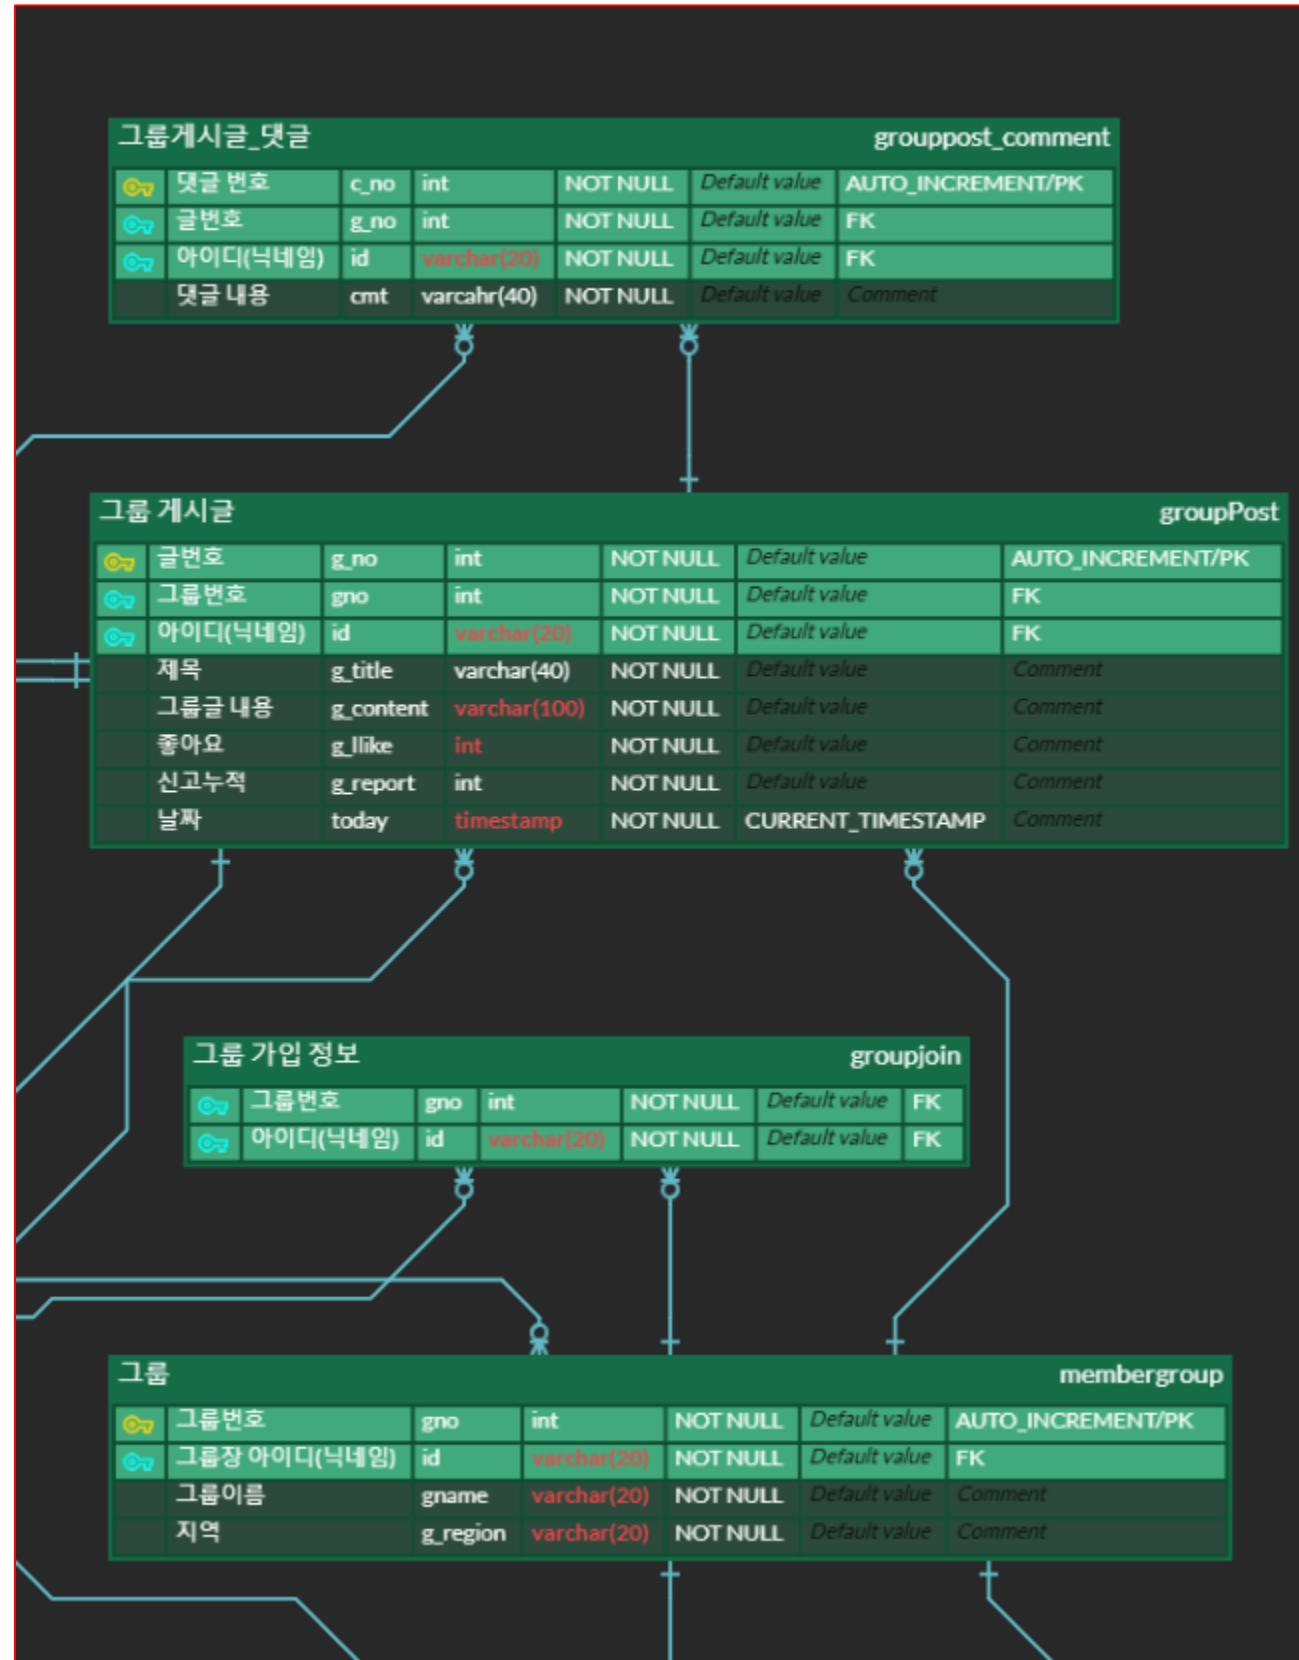 그룹게시글_댓글 grouppost_comment
댓글 번호 c_no int NOT NULL Default value AUTO_INCREMENT/PK
글번호 g_no int NOT NULL Default value FK
아이디(닉네임) id varchar(20) NOT NULL Default value FK
댓글 내용 cmt varcahr(40) NOT NULL Default value Comment
그룹 게시글 groupPost
글번호 g_no int NOT NULL Default value AUTO_INCREMENT/PK
그룹번호 gno int NOT NULL Default value FK
아이디(닉네임) id varchar(20) NOT NULL Default value FK
제목 g_title varchar(40) NOT NULL Default value Comment
그룹글 내용 g_content varchar(100) NOT NULL Default value Comment
좋아요 g_llike int NOT NULL Default value Comment
신고누적 g_report int NOT NULL Default value Comment
날짜 today timestamp NOT NULL CURRENT_TIMESTAMP Comment
그룹 가입 정보 groupjoin
그룹번호 gno int NOT NULL Default value FK
아이디(닉네임) id varchar(20) NOT NULL Default value FK
그룹 membergroup
그룹번호 gno int NOT NULL Default value AUTO_INCREMENT/PK
그룹장 아이디(닉네임) id varchar(20) NOT NULL Default value FK
그룹이름 gname varchar(20) NOT NULL Default value Comment
지역 g_region varchar(20) NOT NULL Default value Comment